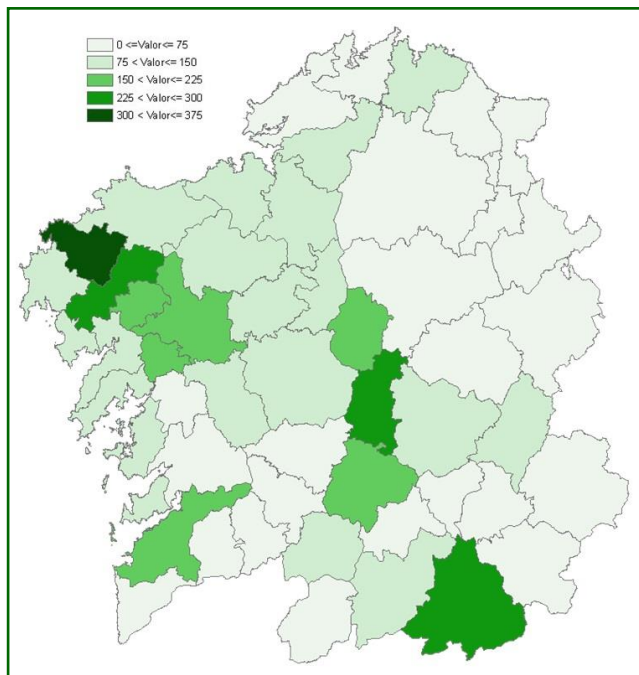 0 <=Valor<= 75
75 < Valor<= 150
150 < Valor<= 225
225 < Valor<= 300
300 < Valor<= 375